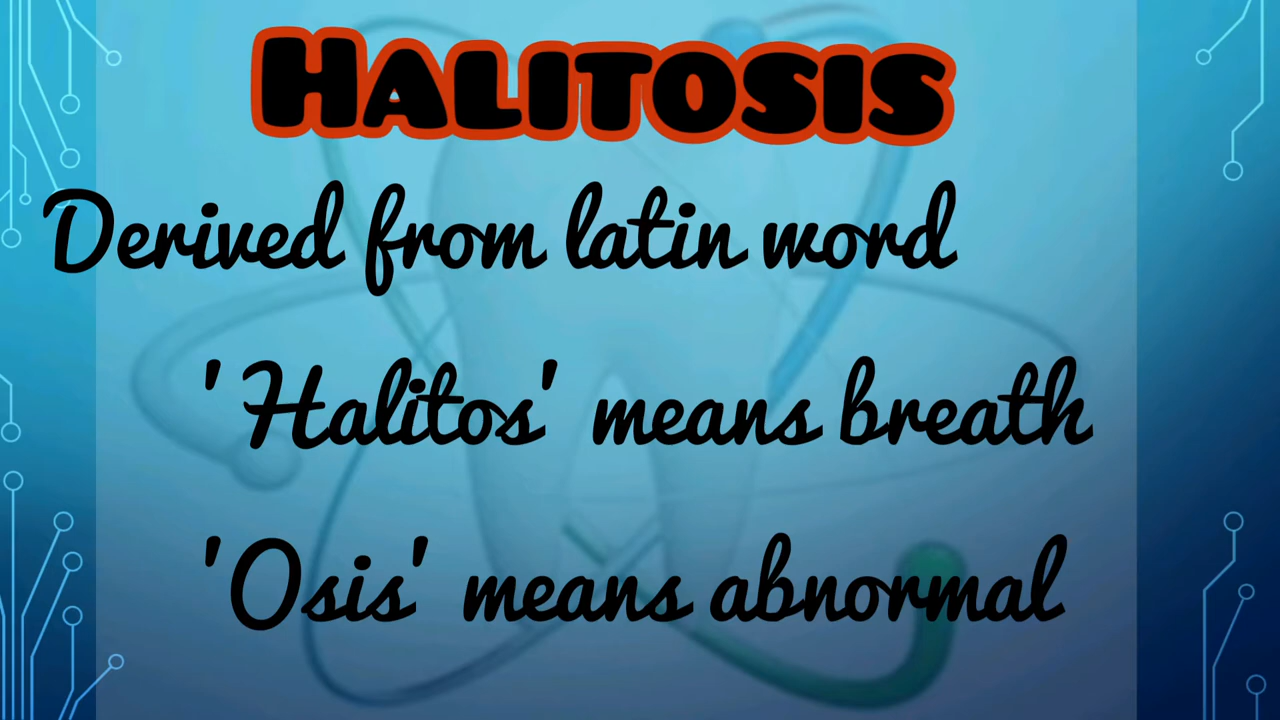 HALITOSIS
Derived from latin word
'Halitos' means breath
'Osis' means abnormal